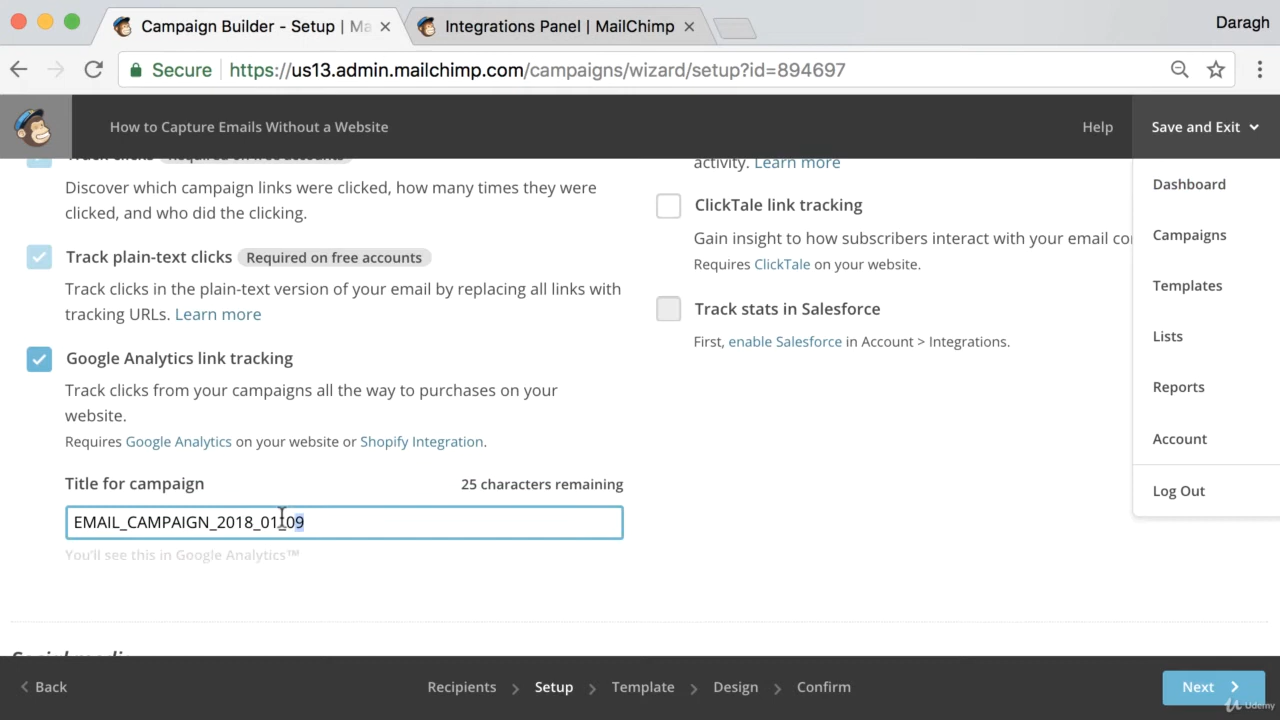 Campaign Builder - Setup | Ma
Integrations Panel | MailChimp
Daragh
Secure https://us13.admin.mailchimp.com/campaigns/wizard/setup?id=894697
How to Capture Emails Without a Website
Help
Save and Exit
Track clicks Required on free accounts
Discover which campaign links were clicked, how many times they were
clicked, and who did the clicking.
Track plain-text clicks Required on free accounts
Track clicks in the plain-text version of your email by replacing all links with
tracking URLs. Learn more
Google Analytics link tracking
Track clicks from your campaigns all the way to purchases on your
website.
Requires Google Analytics on your website or Shopify Integration.
Title for campaign
25 characters remaining
EMAIL_CAMPAIGN_2018_01_09
You'll see this in Google Analytics™
activity. Learn more
ClickTale link tracking
Gain insight to how subscribers interact with your email co
Requires ClickTale on your website.
Track stats in Salesforce
First, enable Salesforce in Account > Integrations.
Dashboard
Campaigns
Templates
Lists
Reports
Account
Log Out
Social media
Back
Recipients
Setup
Template
Design
Confirm
Next
Udemy